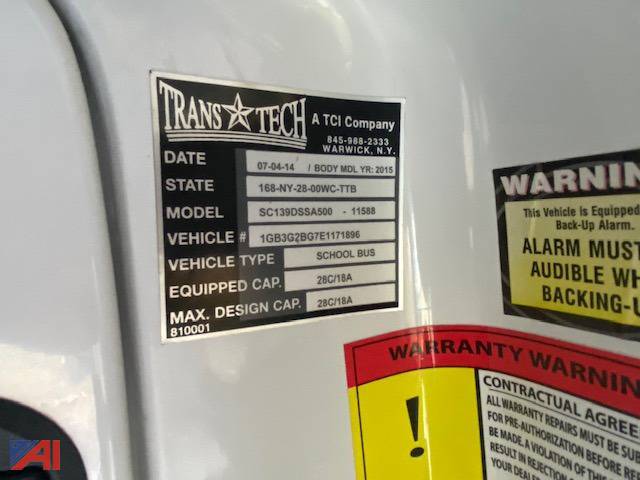 TRANS TECH A TCI Company
845-988-2333
WARWICK, N.Y.
DATE 07-04-14 / BODY MDL YR: 2015
STATE 168-NY-28-00WC-TTB
MODEL SC139DSSA500 - 11588
VEHICLE # 1GB3G2BG7E1171896
VEHICLE TYPE SCHOOL BUS
EQUIPPED CAP. 28C/18A
MAX. DESIGN CAP. 28C/18A
810001
WARNIN
This Vehicle is Equipped
Back-Up Alarm.
ALARM MUST
AUDIBLE WH
BACKING-U
WARRANTY WARNIN
!
CONTRACTUAL AGREE
ALL WARRANTY REPAIRS MUST BE SUB
FOR PRE-AUTHORIZATION BEFORE RE
BE MADE. A VIOLATION OF THIS
RESULT IN REJECTION
YOUR DEALE
AI